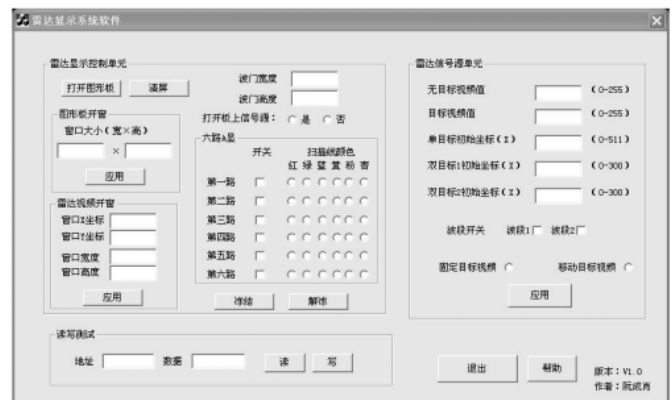 雷达显示系统软件
雷达显示控制单元
打开图形板 清屏
波门宽度
波门高度
打开板上信号源： 是 否
图形板开窗
窗口大小(宽×高)
×
应用
雷达视频开窗
窗口X坐标
窗口Y坐标
窗口宽度
窗口高度
应用
六路A显
开关 扫描线颜色
红 绿 蓝 黄 粉 青
第一路
第二路
第三路
第四路
第五路
第六路
冻结 解冻
雷达信号源单元
无目标视频值 (0-255)
目标视频值 (0-255)
单目标初始坐标(X) (0-511)
双目标1初始坐标(X) (0-300)
双目标2初始坐标(X) (0-300)
波段开关 波段1 波段2
固定目标视频 移动目标视频
应用
读写测试
地址 数据 读 写
退出 帮助
版本：V1.0
作者：阮成肖